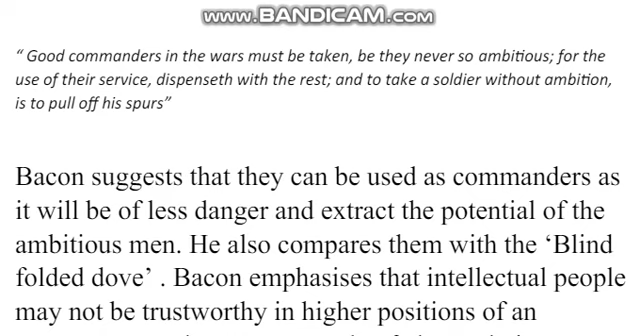 www.BANDICAM.com
“ Good commanders in the wars must be taken, be they never so ambitious; for the
use of their service, dispenseth with the rest; and to take a soldier without ambition,
is to pull off his spurs”
Bacon suggests that they can be used as commanders as
it will be of less danger and extract the potential of the
ambitious men. He also compares them with the ‘Blind
folded dove’ . Bacon emphasises that intellectual people
may not be trustworthy in higher positions of an